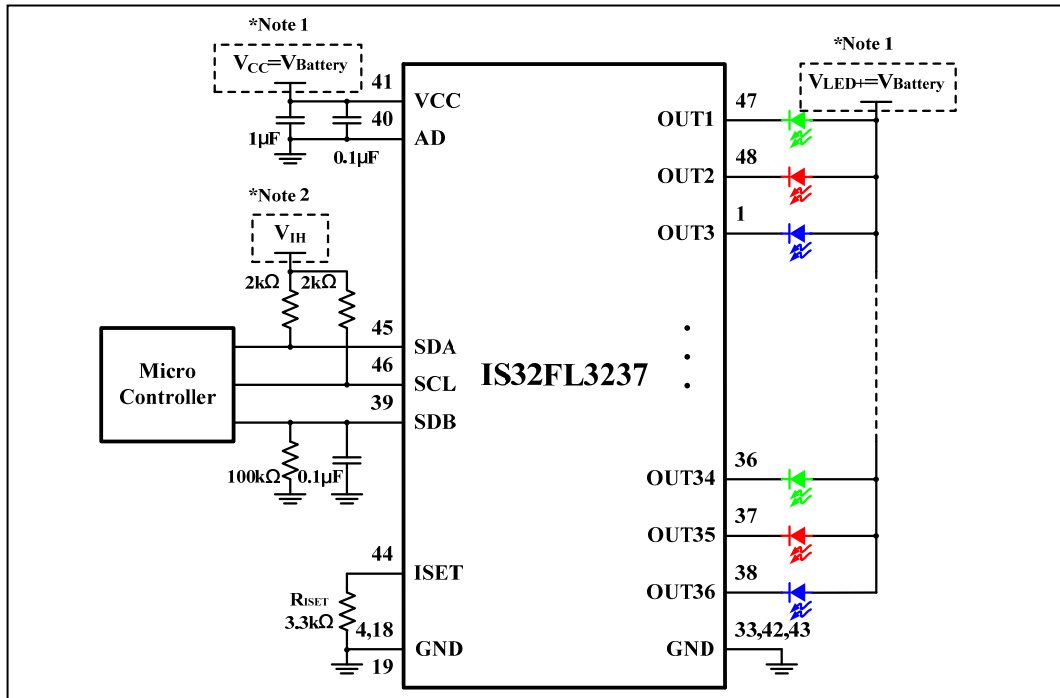 *Note 1
VCC=VBattery
41
VCC
40
AD
1µF
0.1µF
*Note 2
VIH
2kΩ 2kΩ
Micro
Controller
45
SDA
46
SCL
39
SDB
100kΩ
0.1µF
44
ISET
RISET
3.3kΩ
4,18
GND
19
IS32FL3237
*Note 1
VLED+=VBattery
47
OUT1
48
OUT2
1
OUT3
36
OUT34
37
OUT35
38
OUT36
33,42,43
GND